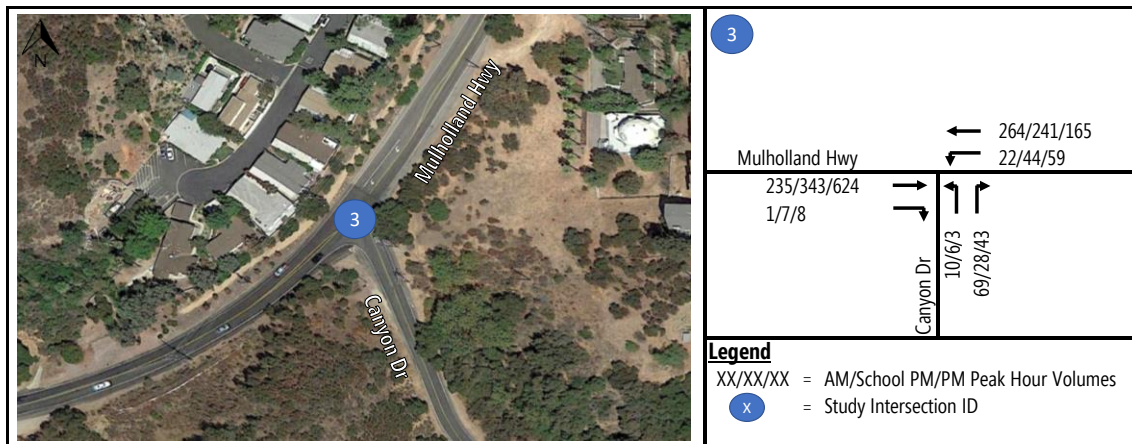 N
Mulholland Hwy
3
Canyon Dr
3
264/241/165
22/44/59
Mulholland Hwy
235/343/624
1/7/8
Canyon Dr
10/6/3
69/28/43
Legend
XX/XX/XX = AM/School PM/PM Peak Hour Volumes
X = Study Intersection ID